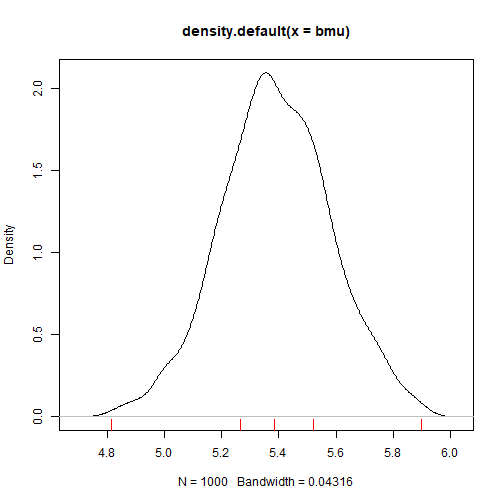 density.default(x = bmu)
Density
2.0
1.5
1.0
0.5
0.0
4.8 5.0 5.2 5.4 5.6 5.8 6.0
N = 1000 Bandwidth = 0.04316